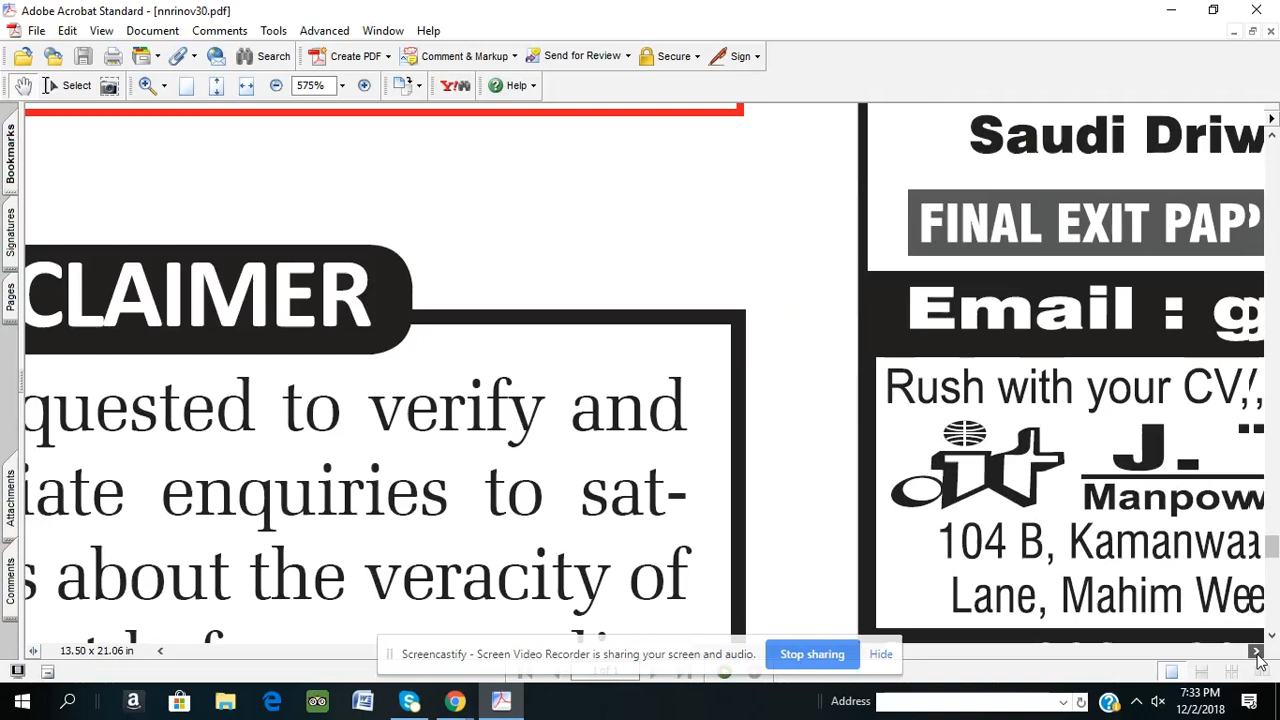 Adobe Acrobat Standard - [nnrinov30.pdf]
File Edit View Document Comments Tools Advanced Window Help
Search Create PDF Comment & Markup Send for Review Secure Sign
Select 575% Y! Help
Bookmarks
Signatures
Pages
Attachments
Comments
CLAIMER
quested to verify and
iate enquiries to sat-
s about the veracity of
Saudi Driv
FINAL EXIT PAP
Email : g
Rush with your CV,
jit J.
Manpow
104 B, Kamanwa
Lane, Mahim We
13.50 x 21.06 in
Screencastify - Screen Video Recorder is sharing your screen and audio. Stop sharing Hide
1 of 1
Address
7:33 PM
12/2/2018